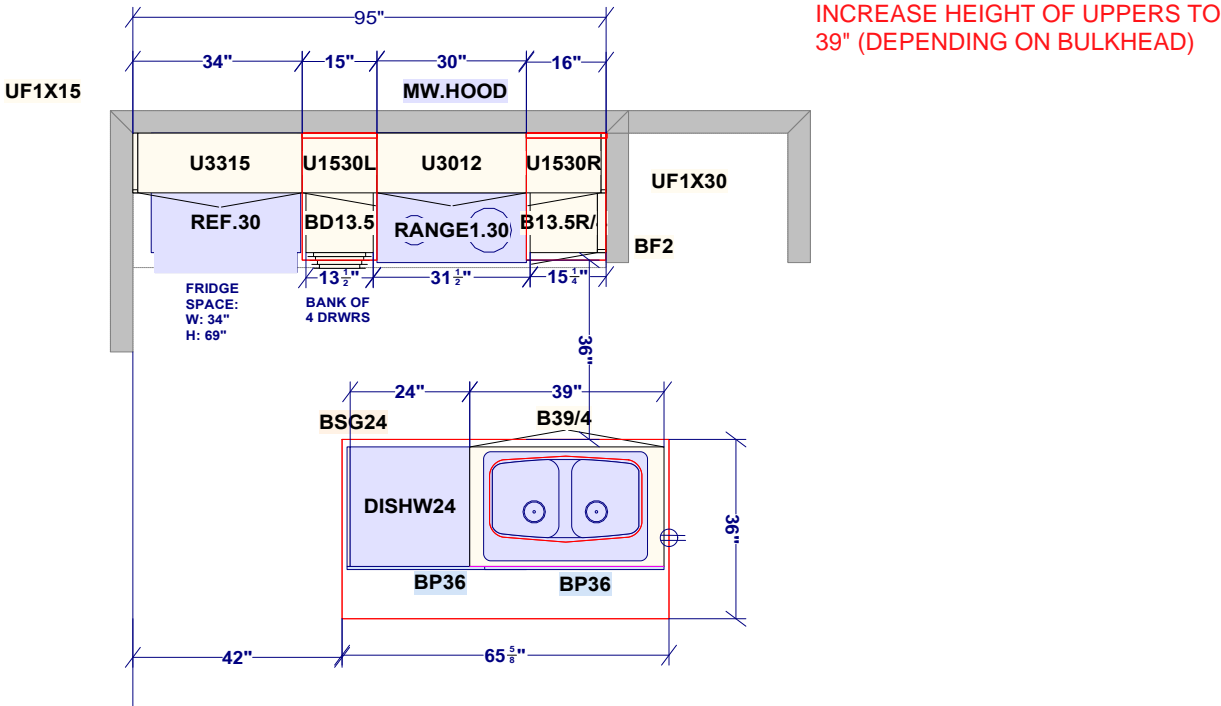 INCREASE HEIGHT OF UPPERS TO
39" (DEPENDING ON BULKHEAD)
95"
34" 15" 30" 16"
UF1X15
MW.HOOD
U3315 U1530L U3012 U1530R
UF1X30
REF.30 BD13.5 RANGE1.30 B13.5R/
BF2
13 1/2" 31 1/2" 15 1/4"
FRIDGE
SPACE:
W: 34"
H: 69"
BANK OF
4 DRWRS
36"
24" 39"
BSG24 B39/4
DISHW24
36"
BP36 BP36
42" 65 5/8"